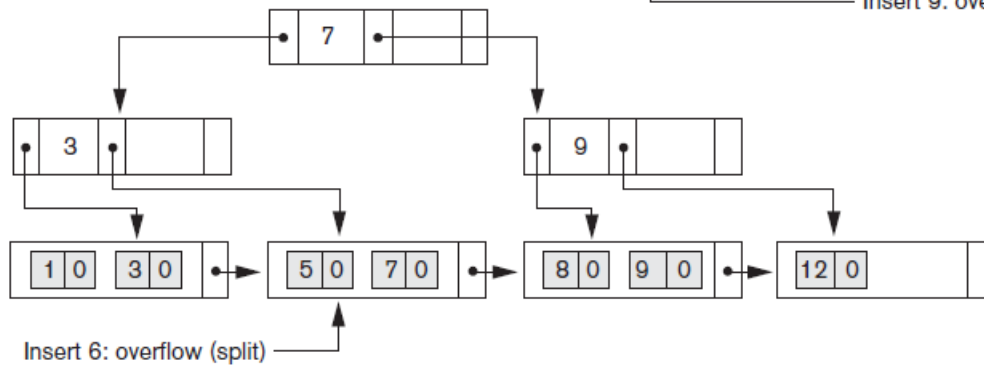 Insert 9: ove
7
3 9
1 0 3 0 5 0 7 0 8 0 9 0 12 0
Insert 6: overflow (split)